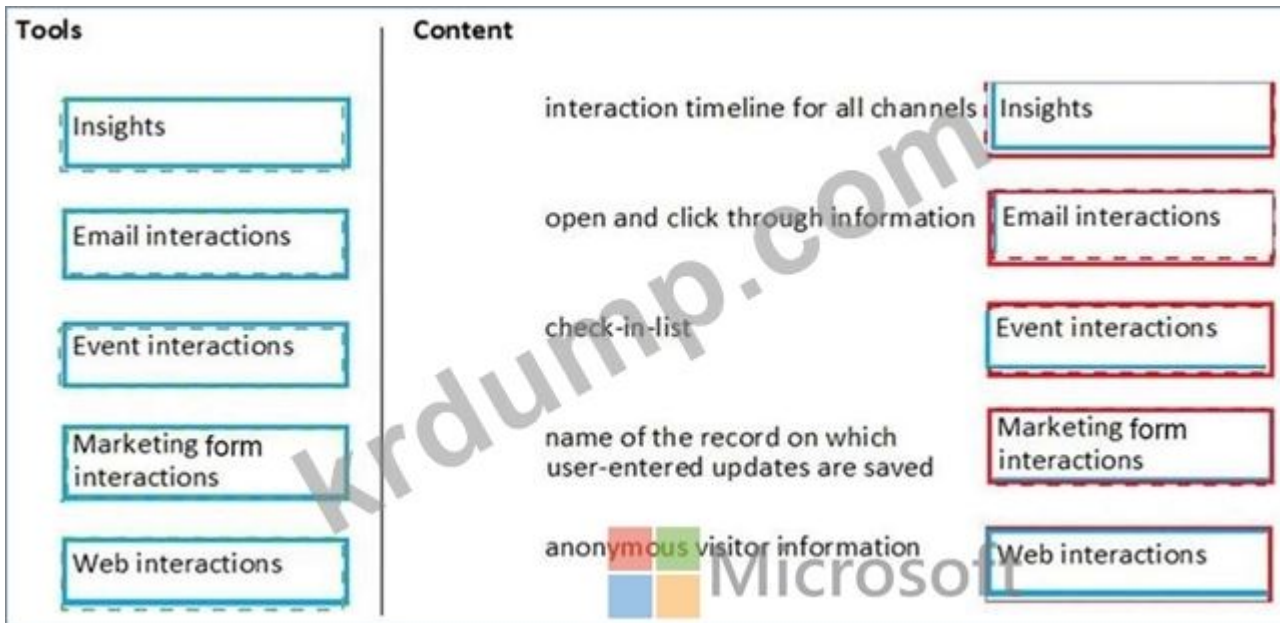 Tools
Content
Insights
interaction timeline for all channels
Insights
Email interactions
open and click through information
Email interactions
Event interactions
check-in-list
Event interactions
Marketing form
interactions
name of the record on which
user-entered updates are saved
Marketing form
interactions
Web interactions
anonymous visitor information
Web interactions
krdump.com
Microsoft